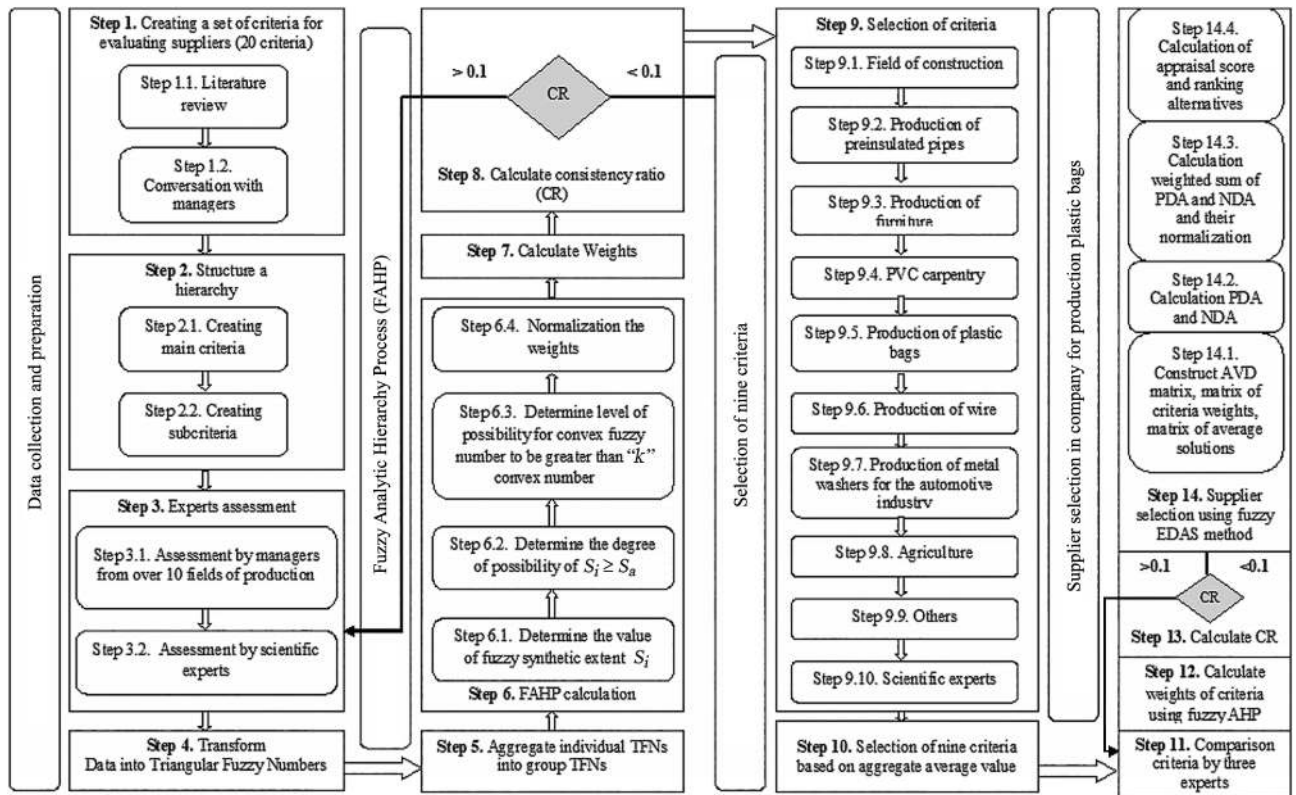 Data collection and preparation
Step 1. Creating a set of criteria for
evaluating suppliers (20 criteria)
Step 1.1. Literature
review
Step 1.2.
Conversation with
managers
Step 2. Structure a
hierarchy
Step 2.1. Creating
main criteria
Step 2.2. Creating
subcriteria
Step 3. Experts assessment
Step 3.1. Assessment by managers
from over 10 fields of production
Step 3.2. Assessment by scientific
experts
Step 4. Transform
Data into Triangular Fuzzy Numbers
Fuzzy Analytic Hierarchy Process (FAHP)
> 0.1
< 0.1
CR
Step 8. Calculate consistency ratio
(CR)
Step 7. Calculate Weights
Step 6.4. Normalization the
weights
Step 6.3. Determine level of
possibility for convex fuzzy
number to be greater than “k”
convex number
Step 6.2. Determine the degree
of possibility of Si ≥ Sa
Step 6.1. Determine the value
of fuzzy synthetic extent Si
Step 6. FAHP calculation
Step 5. Aggregate individual TFNs
into group TFNs
Selection of nine criteria
Step 9. Selection of criteria
Step 9.1. Field of construction
Step 9.2. Production of
preinsulated pipes
Step 9.3. Production of
furniture
Step 9.4. PVC carpentry
Step 9.5. Production of plastic
bags
Step 9.6. Production of wire
Step 9.7. Production of metal
washers for the automotive
industry
Step 9.8. Agriculture
Step 9.9. Others
Step 9.10. Scientific experts
Step 10. Selection of nine criteria
based on aggregate average value
Supplier selection in company for production plastic bags
Step 14.4.
Calculation of
appraisal score
and ranking
alternatives
Step 14.3.
Calculation
weighted sum of
PDA and NDA
and their
normalization
Step 14.2.
Calculation PDA
and NDA
Step 14.1.
Construct AVD
matrix, matrix of
criteria weights,
matrix of average
solutions
Step 14. Supplier
selection using fuzzy
EDAS method
>0.1
<0.1
CR
Step 13. Calculate CR
Step 12. Calculate
weights of criteria
using fuzzy AHP
Step 11. Comparison
criteria by three
experts